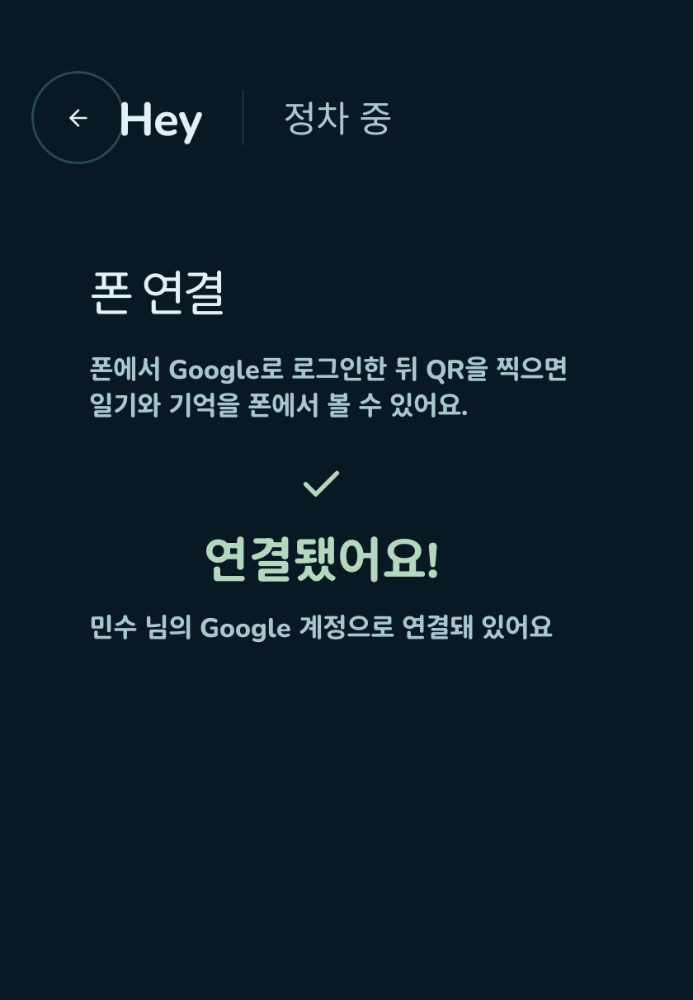 Hey 정차 중
폰 연결
폰에서 Google로 로그인한 뒤 QR을 찍으면
일기와 기억을 폰에서 볼 수 있어요.
연결됐어요!
민수 님의 Google 계정으로 연결돼 있어요